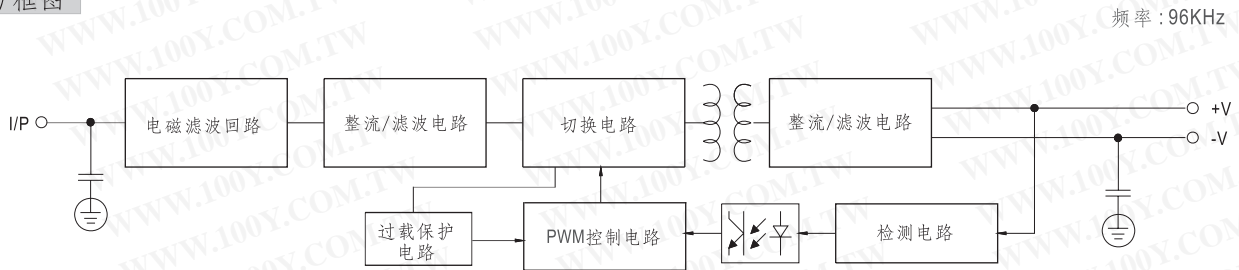 方框图
频率：96KHz
I/P
电磁滤波回路
整流/滤波电路
切换电路
整流/滤波电路
+V
-V
过载保护
电路
PWM控制电路
检测电路
WWW.100Y.COM.TW